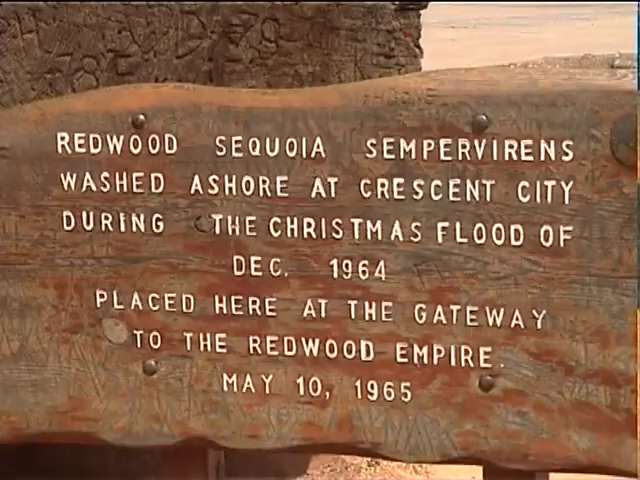 REDWOOD SEQUOIA SEMPERVIRENS
WASHED ASHORE AT CRESCENT CITY
DURING THE CHRISTMAS FLOOD OF
DEC. 1964
PLACED HERE AT THE GATEWAY
TO THE REDWOOD EMPIRE.
MAY 10, 1965